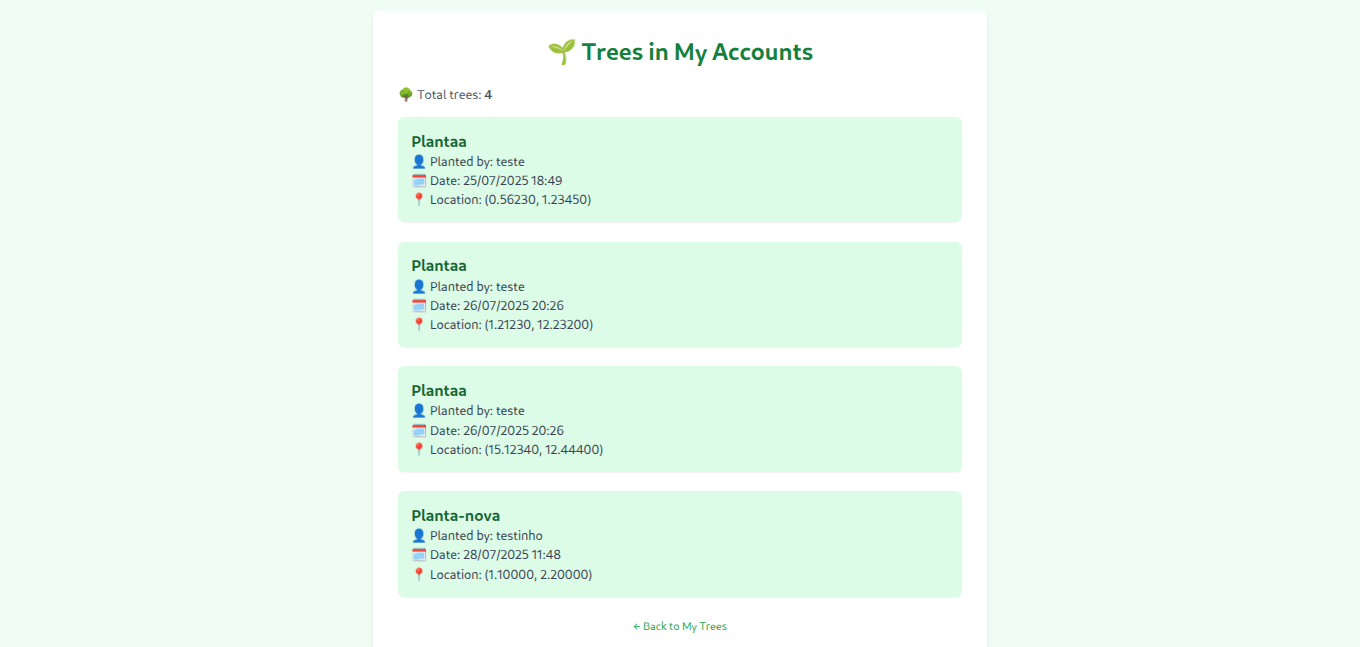 🌱 Trees in My Accounts
🌳 Total trees: 4
Plantaa
👤 Planted by: teste
🗓️ Date: 25/07/2025 18:49
📍 Location: (0.56230, 1.23450)
Plantaa
👤 Planted by: teste
🗓️ Date: 26/07/2025 20:26
📍 Location: (1.21230, 12.23200)
Plantaa
👤 Planted by: teste
🗓️ Date: 26/07/2025 20:26
📍 Location: (15.12340, 12.44400)
Planta-nova
👤 Planted by: testinho
🗓️ Date: 28/07/2025 11:48
📍 Location: (1.10000, 2.20000)
← Back to My Trees